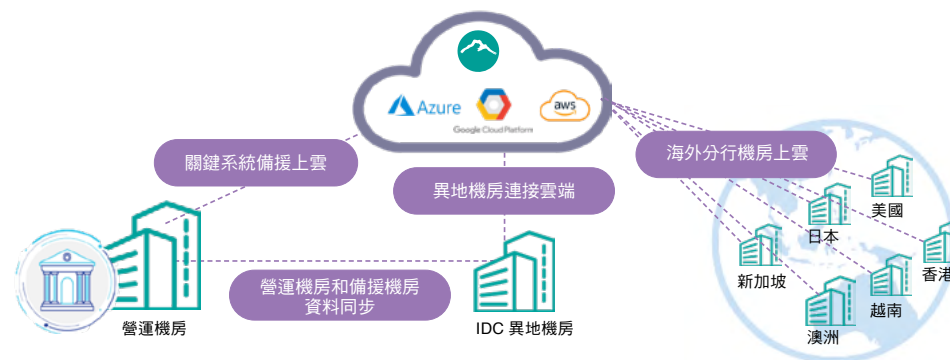 Azure
Google Cloud Platform
aws
關鍵系統備援上雲
異地機房連接雲端
海外分行機房上雲
營運機房和備援機房
資料同步
營運機房
IDC 異地機房
美國
日本
香港
新加坡
越南
澳洲